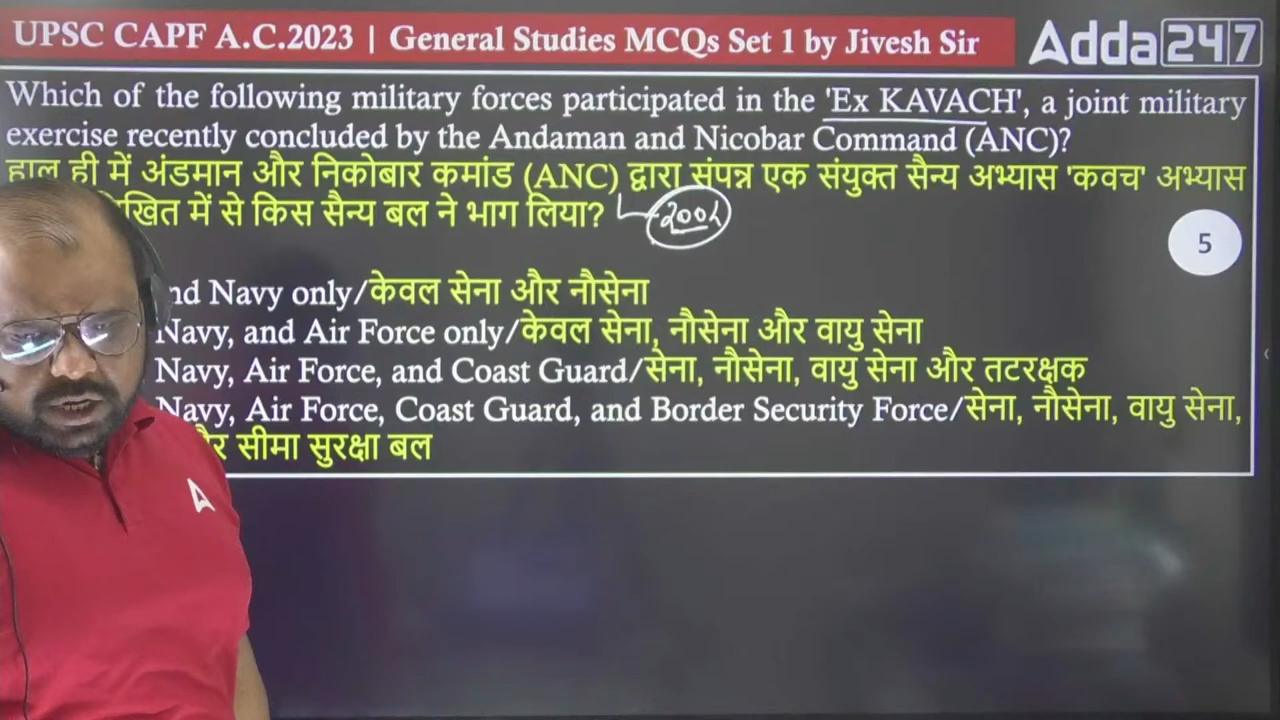 UPSC CAPF A.C.2023 | General Studies MCQs Set 1 by Jivesh Sir
Adda247
Which of the following military forces participated in the 'Ex KAVACH', a joint military
exercise recently concluded by the Andaman and Nicobar Command (ANC)?
हाल ही में अंडमान और निकोबार कमांड (ANC) द्वारा संपन्न एक संयुक्त सैन्य अभ्यास 'कवच' अभ्यास
में से किस सैन्य बल ने भाग लिया?
5
Navy only/केवल सेना और नौसेना
Navy, and Air Force only/केवल सेना, नौसेना और वायु सेना
Navy, Air Force, and Coast Guard/सेना, नौसेना, वायु सेना और तटरक्षक
Navy, Air Force, Coast Guard, and Border Security Force/सेना, नौसेना, वायु सेना,
सीमा सुरक्षा बल